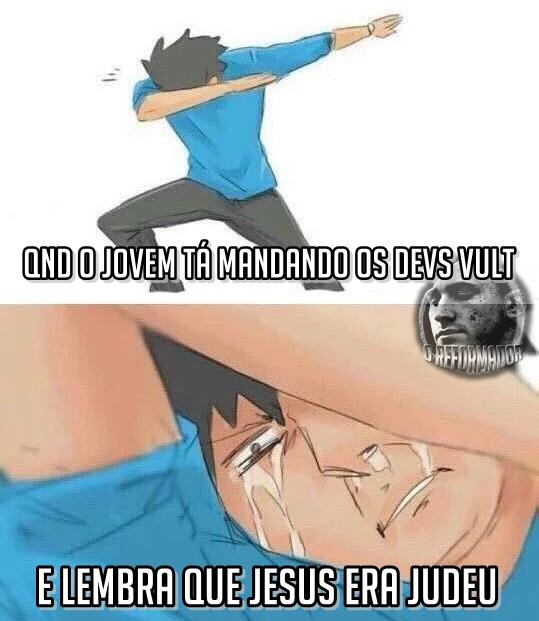 QND O JOVEM TÁ MANDANDO OS DEVS VULT
O REFORMADOR
E LEMBRA QUE JESUS ERA JUDEU